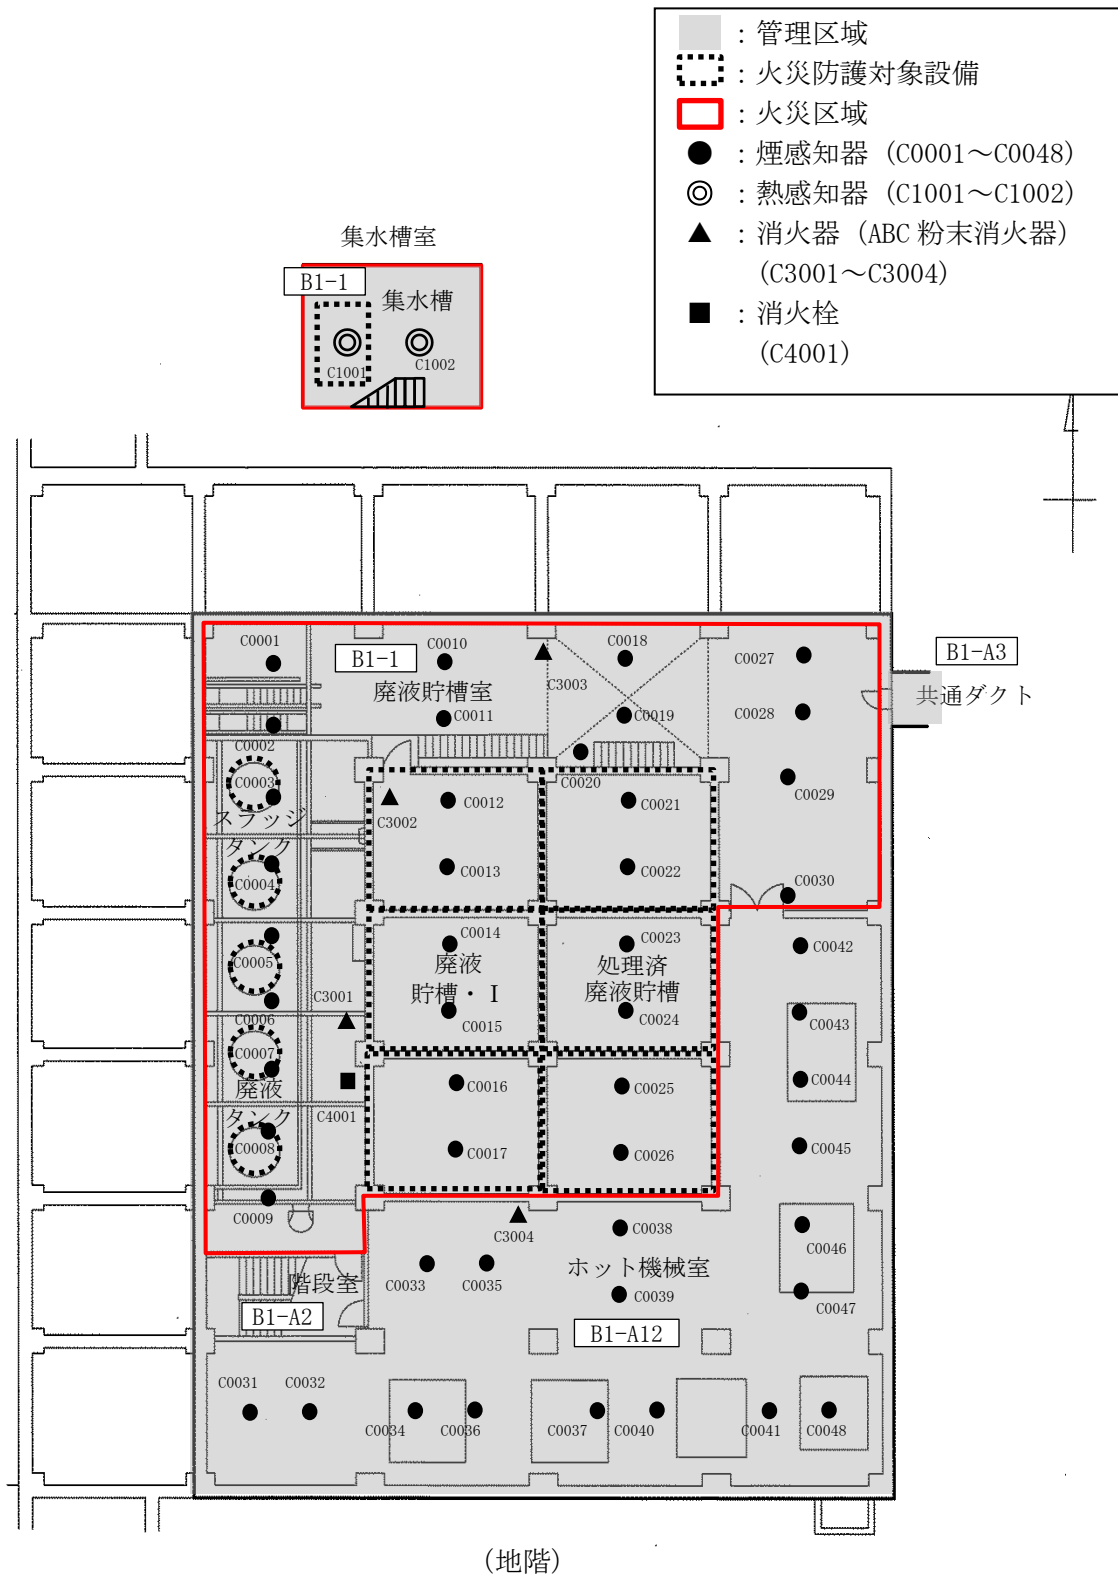 ：管理区域
：火災防護対象設備
：火災区域
：煙感知器（C0001～C0048）
：熱感知器（C1001～C1002）
：消火器（ABC 粉末消火器）
（C3001～C3004）
：消火栓
（C4001）
集水槽室
B1-1
集水槽
C1001
C1002
C0001
C0010
C0018
C0027
B1-A3
B1-1
C3003
共通ダクト
廃液貯槽室
C0011
C0019
C0028
C0002
C0003
C0020
C0029
スラッジ
C3002
C0012
C0021
タンク
C0004
C0013
C0022
C0030
C0005
C0014
C0023
C0042
廃液
貯槽・Ⅰ
処理済
廃液貯槽
C3001
C0006
C0015
C0024
C0043
C0007
廃液
タンク
C4001
C0016
C0025
C0044
C0008
C0017
C0026
C0045
C0009
C3004
C0038
C0046
階段室
C0033
C0035
ホット機械室
C0039
C0047
B1-A2
B1-A12
C0031
C0032
C0034
C0036
C0037
C0040
C0041
C0048
（地階）